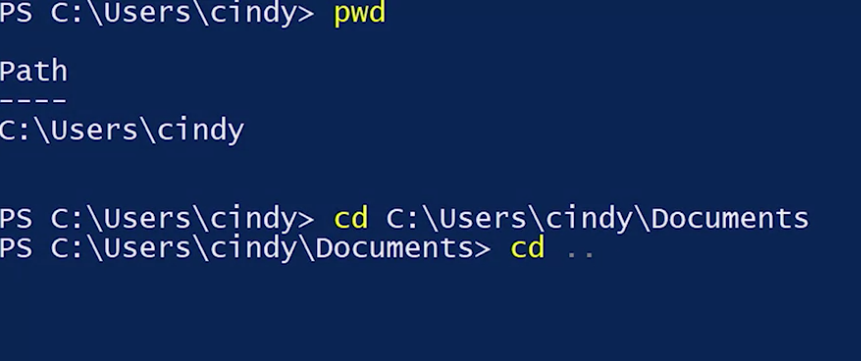 PS C:\Users\cindy> pwd
Path
----
C:\Users\cindy
PS C:\Users\cindy> cd C:\Users\cindy\Documents
PS C:\Users\cindy\Documents> cd ..